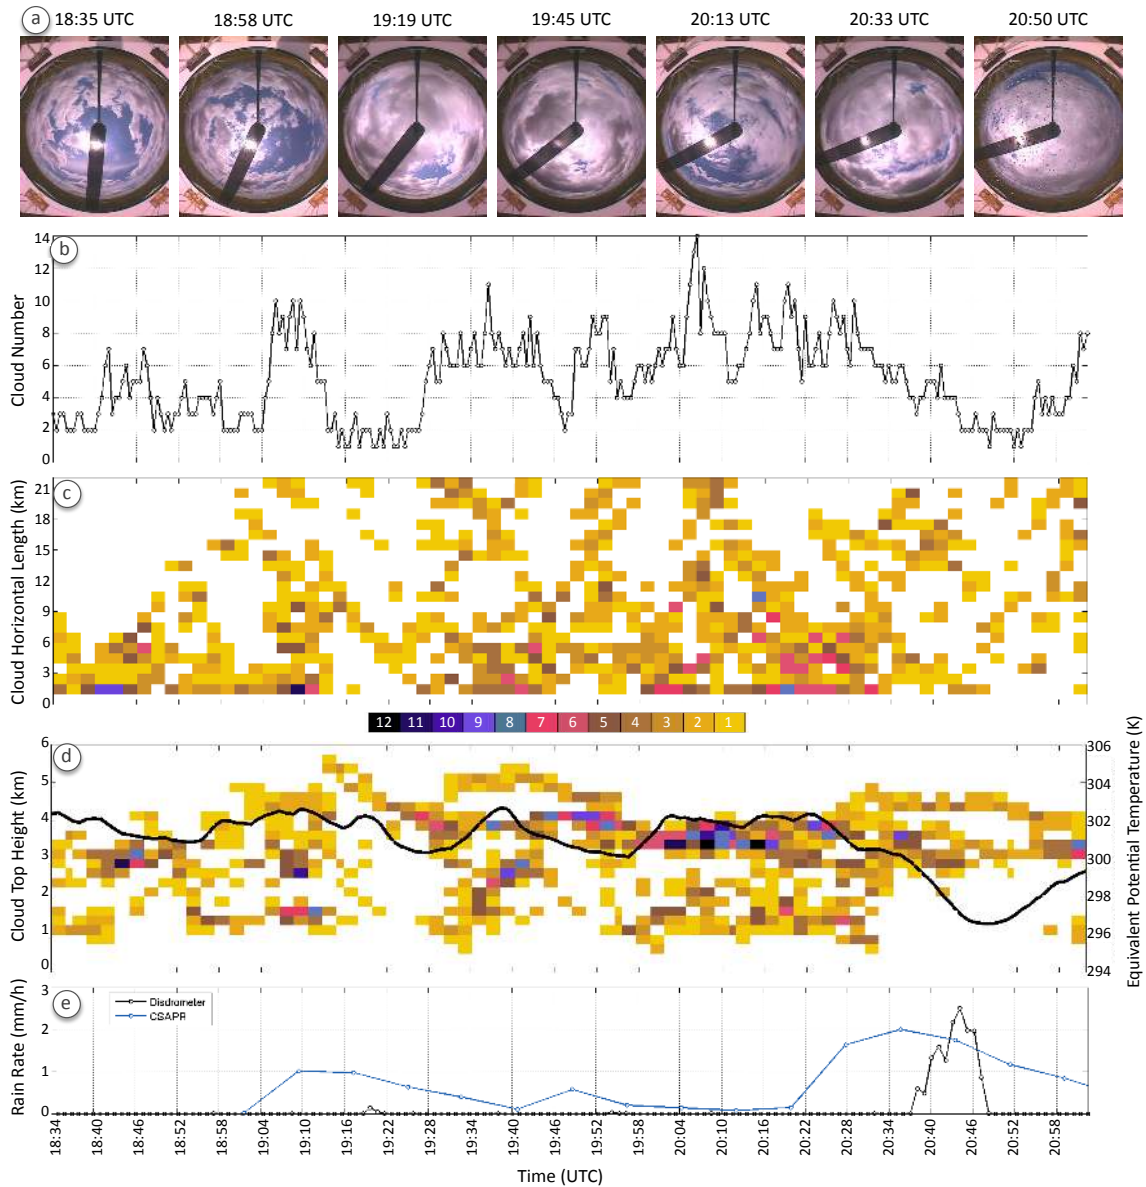 a
18:35 UTC 18:58 UTC 19:19 UTC 19:45 UTC 20:13 UTC 20:33 UTC 20:50 UTC
b
Cloud Number
14
12
10
8
6
4
2
0
c
Cloud Horizontal Length (km)
21
18
15
12
9
6
3
0
12 11 10 9 8 7 6 5 4 3 2 1
d
Cloud Top Height (km)
6
5
4
3
2
1
0
Equivalent Potential Temperature (K)
306
304
302
300
298
296
294
e
Rain Rate (mm/h)
3
2
1
0
Disdrometer
CSAPR
18:34 18:40 18:46 18:52 18:58 19:04 19:10 19:16 19:22 19:28 19:34 19:40 19:46 19:52 19:58 20:04 20:10 20:16 20:22 20:28 20:34 20:40 20:46 20:52 20:58
Time (UTC)